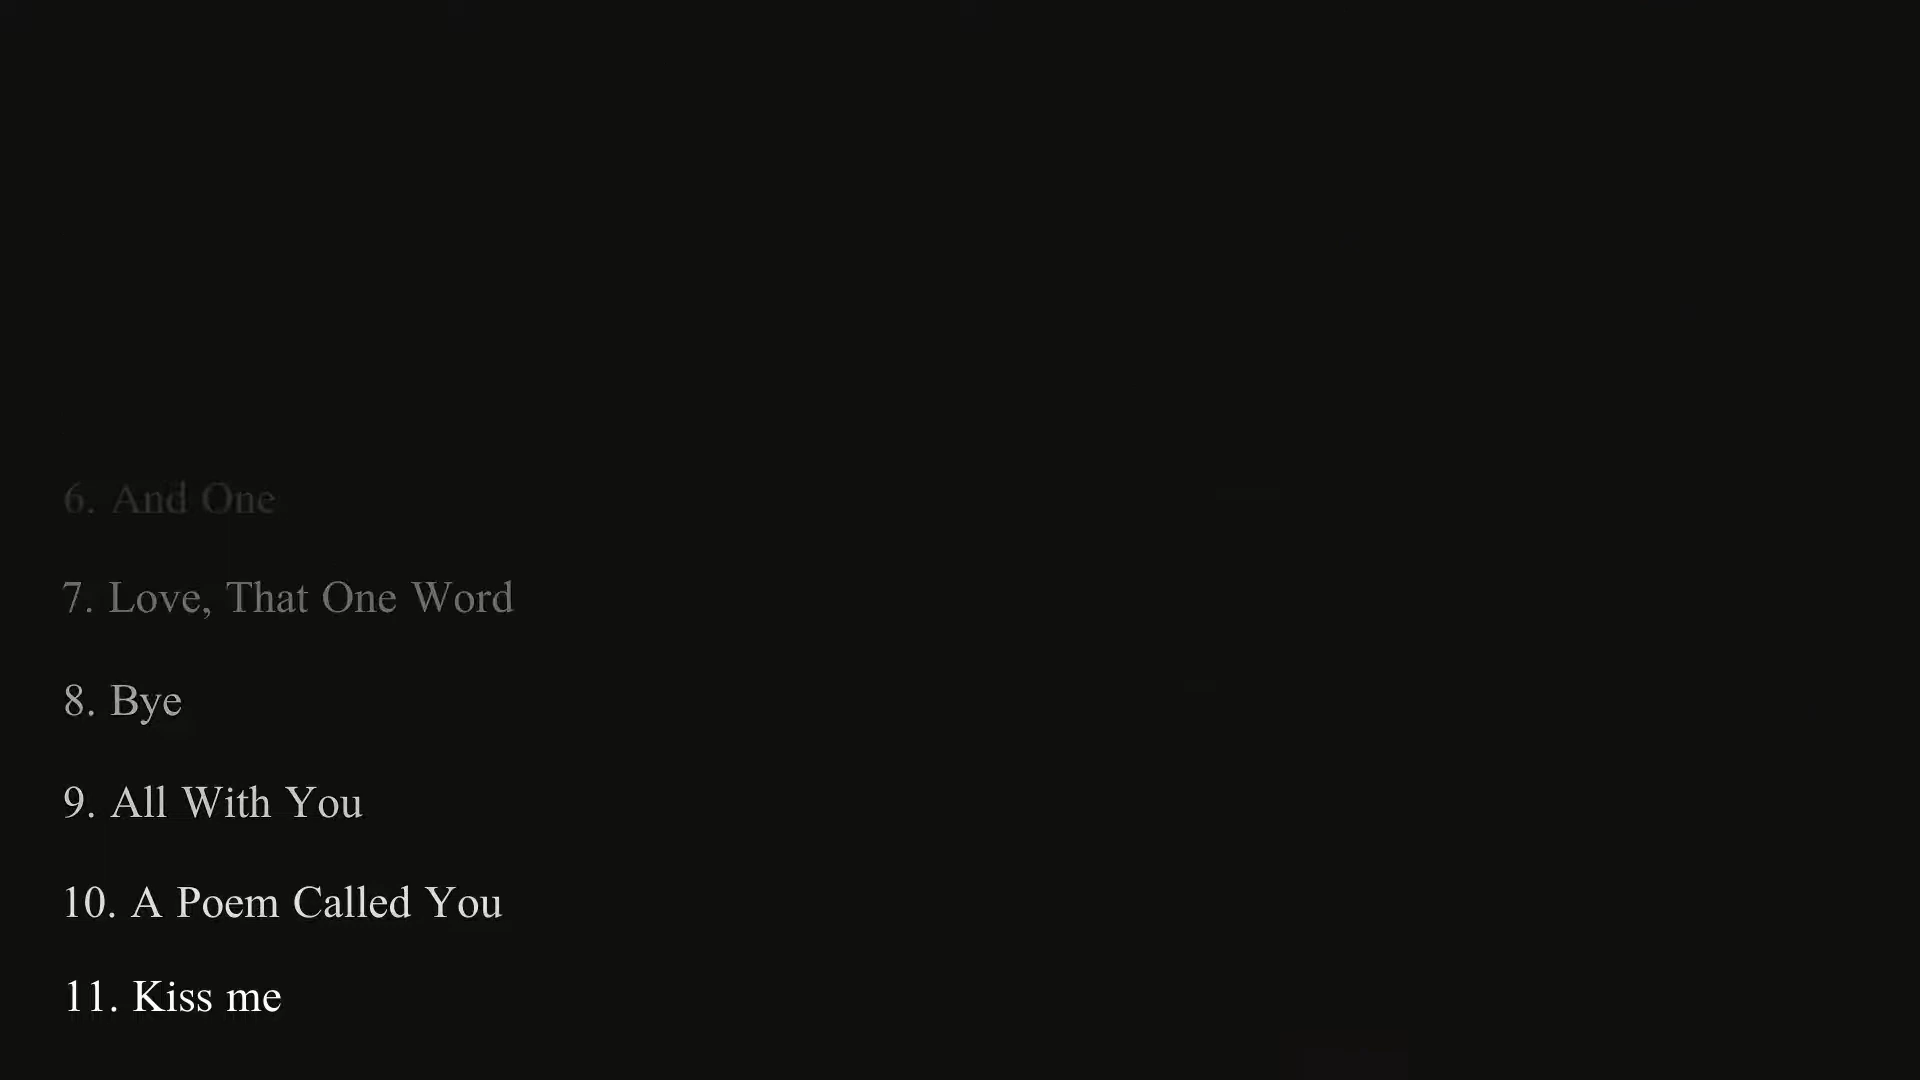 6. And One
7. Love, That One Word
8. Bye
9. All With You
10. A Poem Called You
11. Kiss me